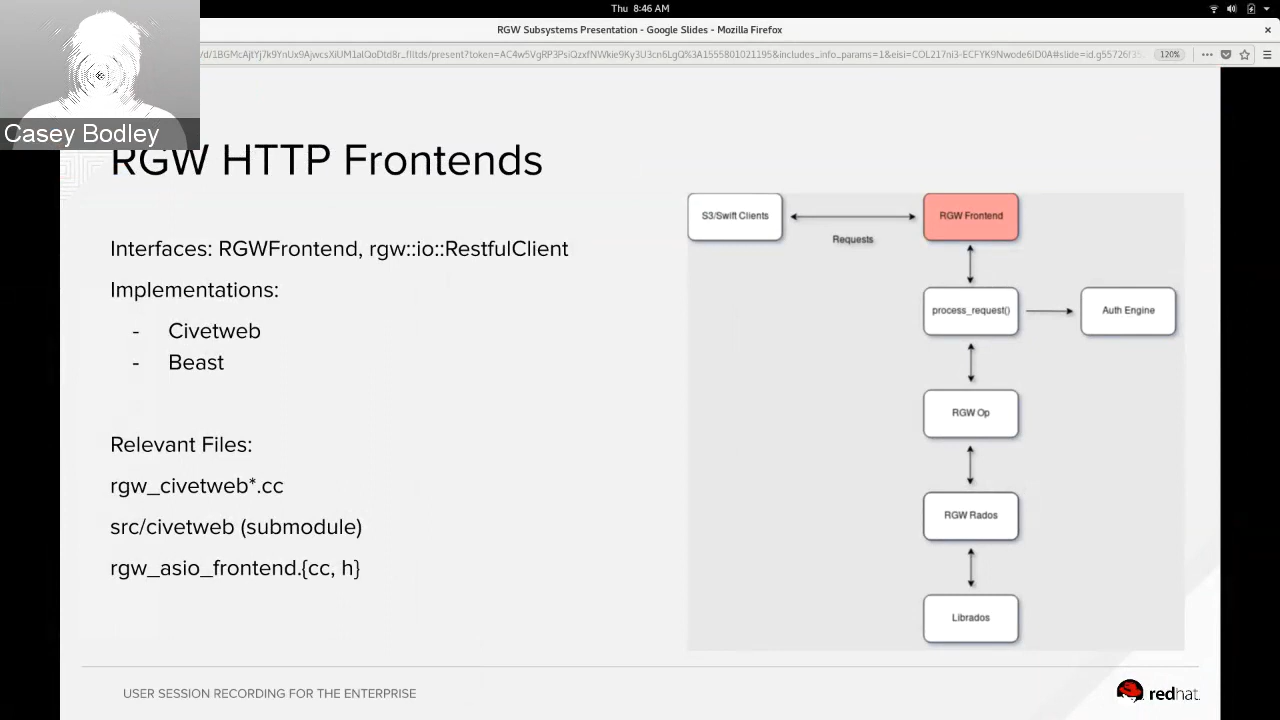 Thu 8:46 AM
RGW Subsystems Presentation - Google Slides - Mozilla Firefox
120%
Casey Bodley
RGW HTTP Frontends
Interfaces: RGWFrontend, rgw::io::RestfulClient
Implementations:
- Civetweb
- Beast
Relevant Files:
rgw_civetweb*.cc
src/civetweb (submodule)
rgw_asio_frontend.{cc, h}
S3/Swift Clients
Requests
RGW Frontend
process_request()
Auth Engine
RGW Op
RGW Rados
Librados
USER SESSION RECORDING FOR THE ENTERPRISE
redhat.